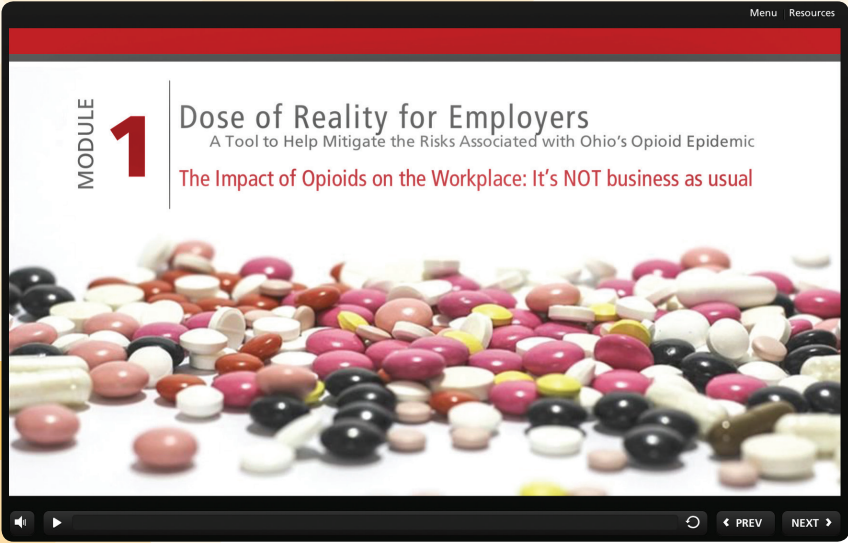 Menu Resources
MODULE 1
Dose of Reality for Employers
A Tool to Help Mitigate the Risks Associated with Ohio's Opioid Epidemic
The Impact of Opioids on the Workplace: It's NOT business as usual
PREV NEXT